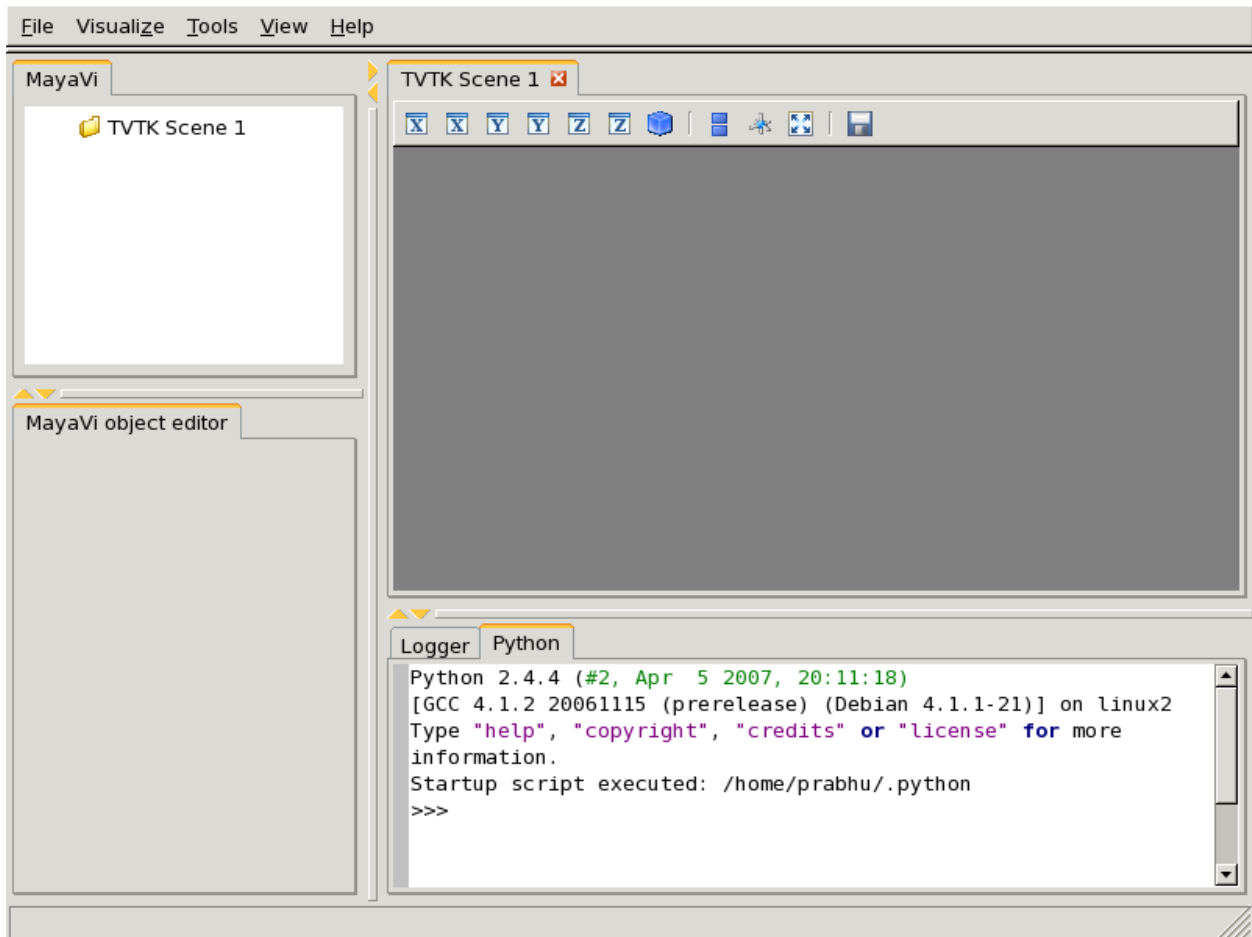 File Visualize Tools View Help
MayaVi
TVTK Scene 1
MayaVi object editor
TVTK Scene 1
X X Y Y Z Z
Logger Python
Python 2.4.4 (#2, Apr  5 2007, 20:11:18)
[GCC 4.1.2 20061115 (prerelease) (Debian 4.1.1-21)] on linux2
Type "help", "copyright", "credits" or "license" for more
information.
Startup script executed: /home/prabhu/.python
>>>